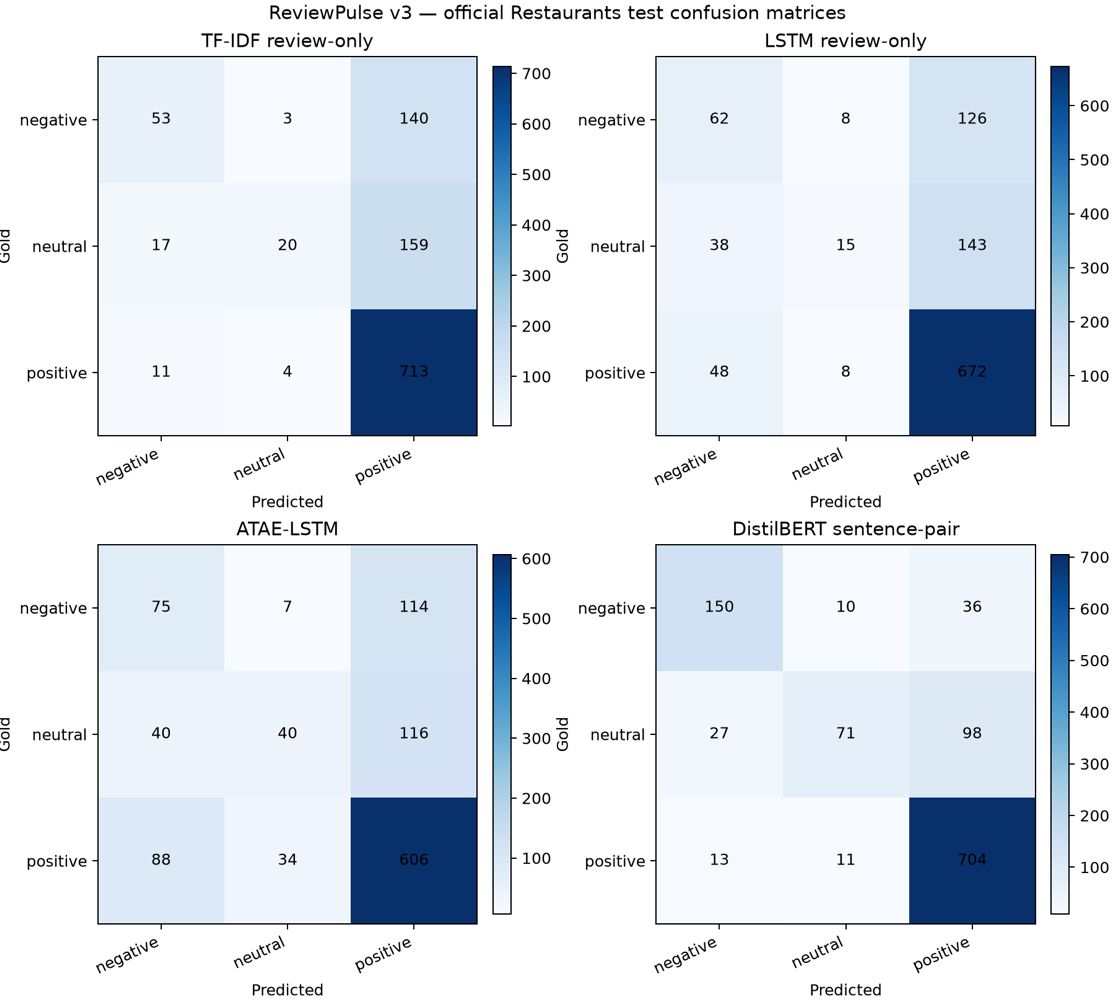 ReviewPulse v3 — official Restaurants test confusion matrices
TF-IDF review-only
negative 53 3 140
neutral 17 20 159
positive 11 4 713
negative neutral positive
Predicted
Gold
700
600
500
400
300
200
100
LSTM review-only
negative 62 8 126
neutral 38 15 143
positive 48 8 672
negative neutral positive
Predicted
Gold
600
500
400
300
200
100
ATAE-LSTM
negative 75 7 114
neutral 40 40 116
positive 88 34 606
negative neutral positive
Predicted
Gold
600
500
400
300
200
100
DistilBERT sentence-pair
negative 150 10 36
neutral 27 71 98
positive 13 11 704
negative neutral positive
Predicted
Gold
700
600
500
400
300
200
100